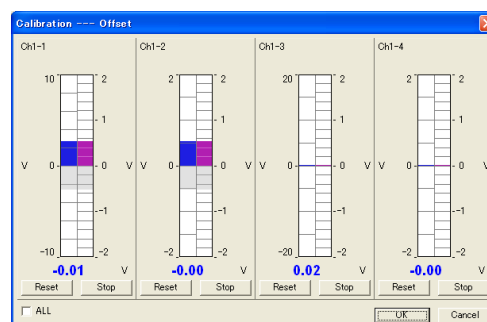 Calibration --- Offset
Ch1-1 Ch1-2 Ch1-3 Ch1-4
10 2 2 2 20 2 2 2
1 1 1 1
V 0 0 V V 0 0 V V 0 0 V V 0 0 V
-1 -1 -1 -1
-10 -2 -2 -2 -20 -2 -2 -2
-0.01 V -0.00 V 0.02 V -0.00 V
Reset Stop Reset Stop Reset Stop Reset Stop
ALL OK Cancel